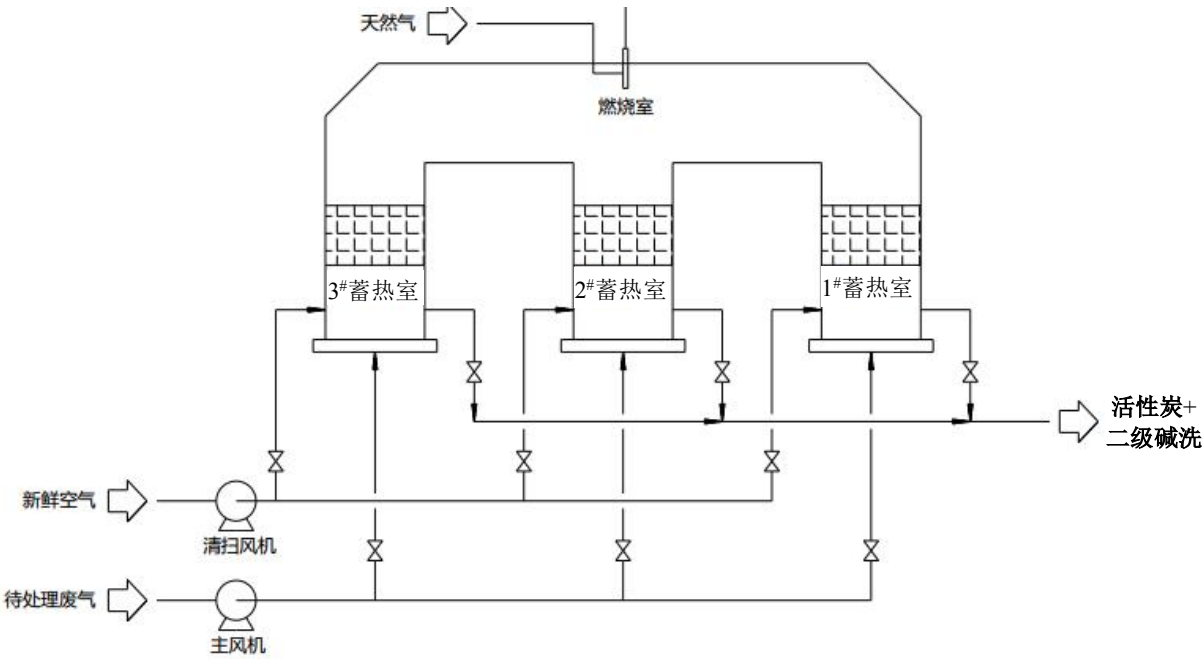 天然气
燃烧室
3#蓄热室
2#蓄热室
1#蓄热室
活性炭+
二级碱洗
新鲜空气
清扫风机
待处理废气
主风机